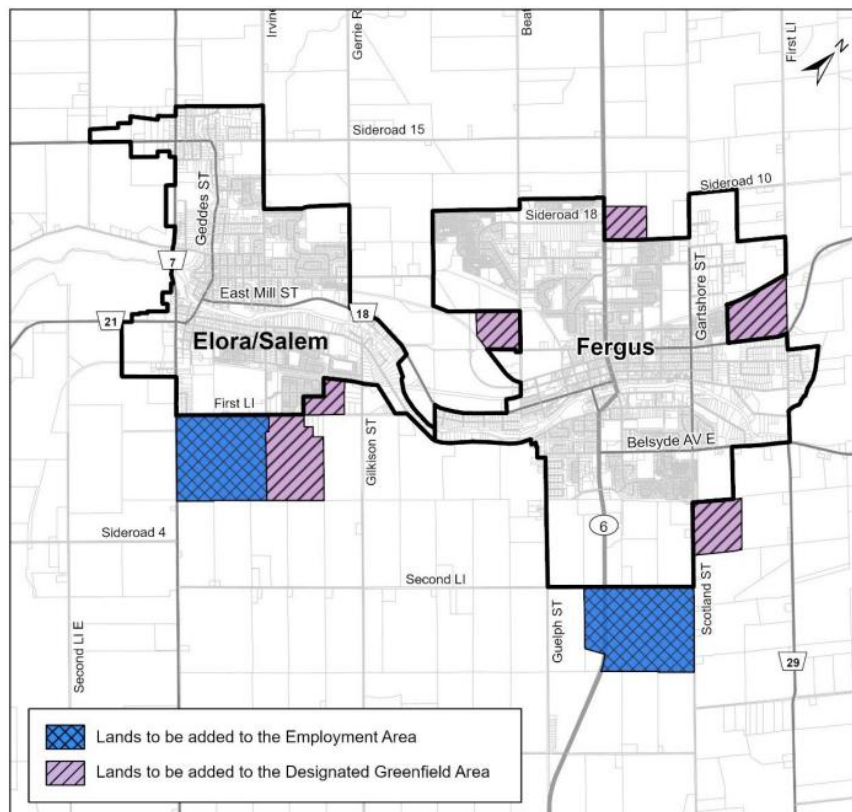 Irvine
Gerrie R
Beat
First LI
N
Sideroad 15
Sideroad 10
Geddes ST
Sideroad 18
Gartshore ST
7
East Mill ST
21
18
Elora/Salem
Fergus
First LI
Gilkison ST
Belsyde AV E
Sideroad 4
6
Second LI
Scotland ST
Guelph ST
Second LI E
29
Lands to be added to the Employment Area
Lands to be added to the Designated Greenfield Area